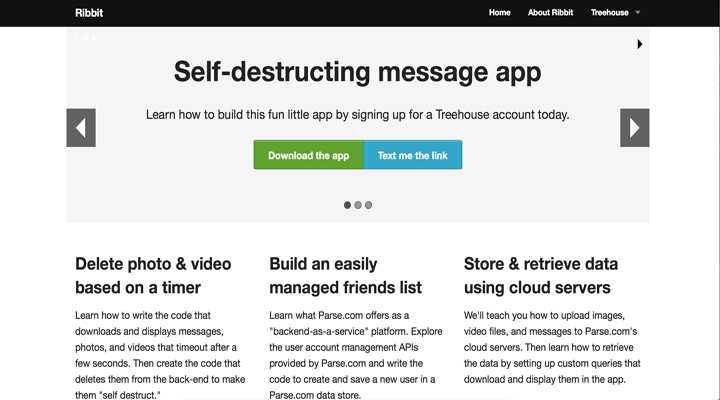 Ribbit
Home About Ribbit Treehouse
Self-destructing message app
Learn how to build this fun little app by signing up for a Treehouse account today.
Download the app Text me the link
Delete photo & video
based on a timer
Learn how to write the code that
downloads and displays messages,
photos, and videos that timeout after a
few seconds. Then create the code that
deletes them from the back-end to make
them "self destruct."
Build an easily
managed friends list
Learn what Parse.com offers as a
"backend-as-a-service" platform. Explore
the user account management APIs
provided by Parse.com and write the
code to create and save a new user in a
Parse.com data store.
Store & retrieve data
using cloud servers
We'll teach you how to upload images,
video files, and messages to Parse.com's
cloud servers. Then learn how to retrieve
the data by setting up custom queries that
download and display them in the app.